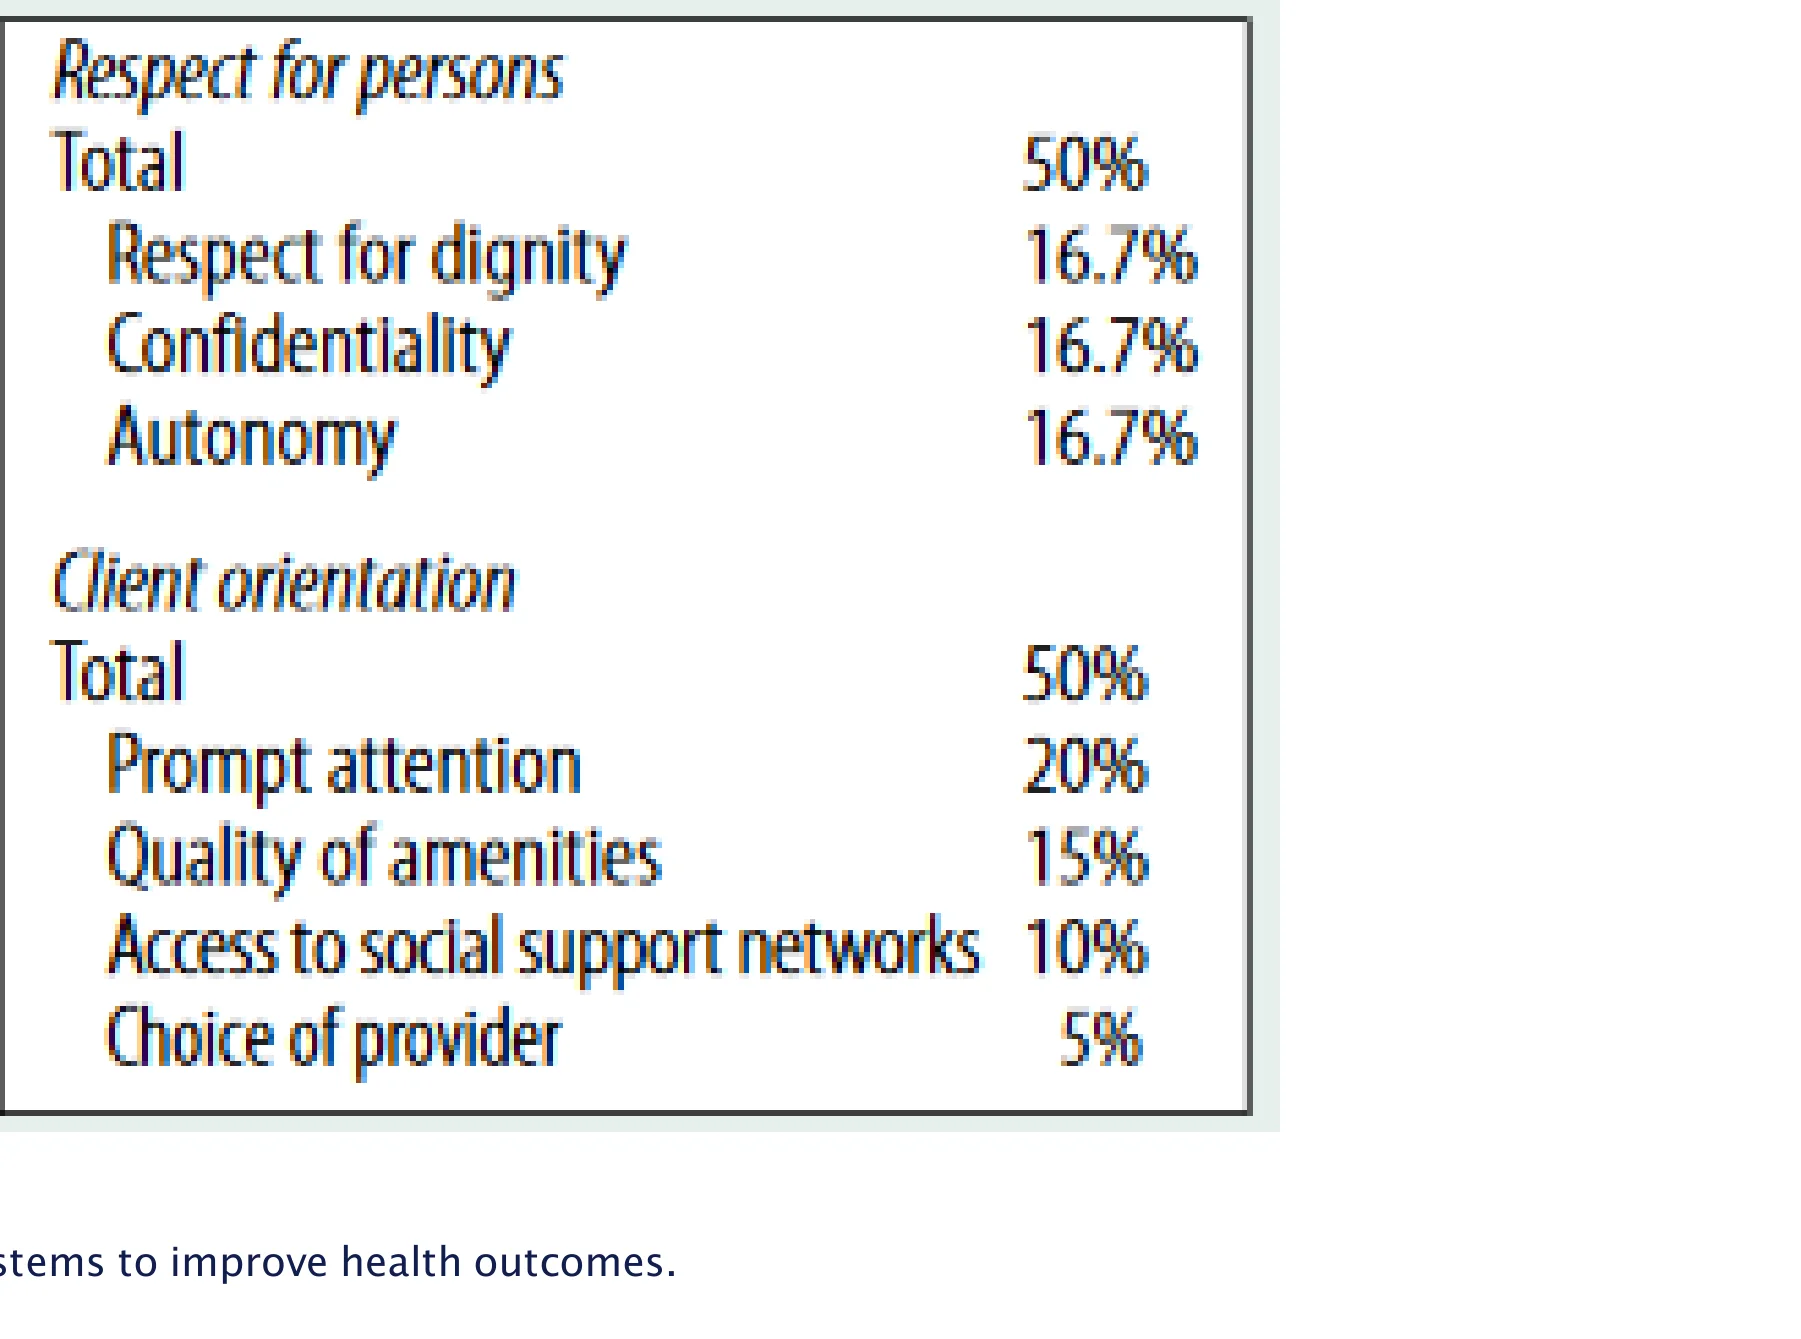 Respect for persons
Total 50%
Respect for dignity 16.7%
Confidentiality 16.7%
Autonomy 16.7%
Client orientation
Total 50%
Prompt attention 20%
Quality of amenities 15%
Access to social support networks 10%
Choice of provider 5%
stems to improve health outcomes.